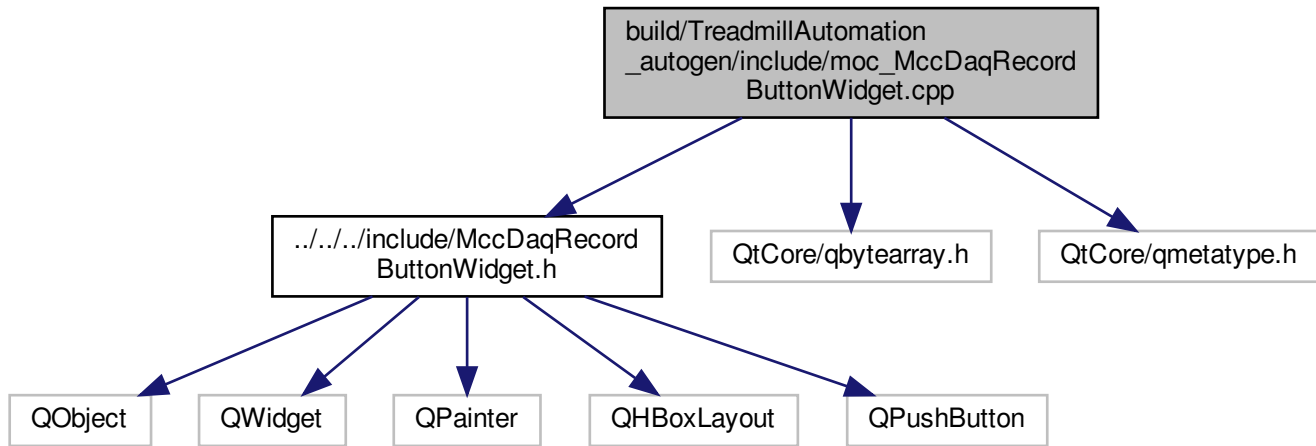 build/TreadmillAutomation
_autogen/include/moc_MccDaqRecord
ButtonWidget.cpp
../../../include/MccDaqRecord
ButtonWidget.h
QtCore/qbytearray.h
QtCore/qmetatype.h
QObject
QWidget
QPainter
QHBoxLayout
QPushButton